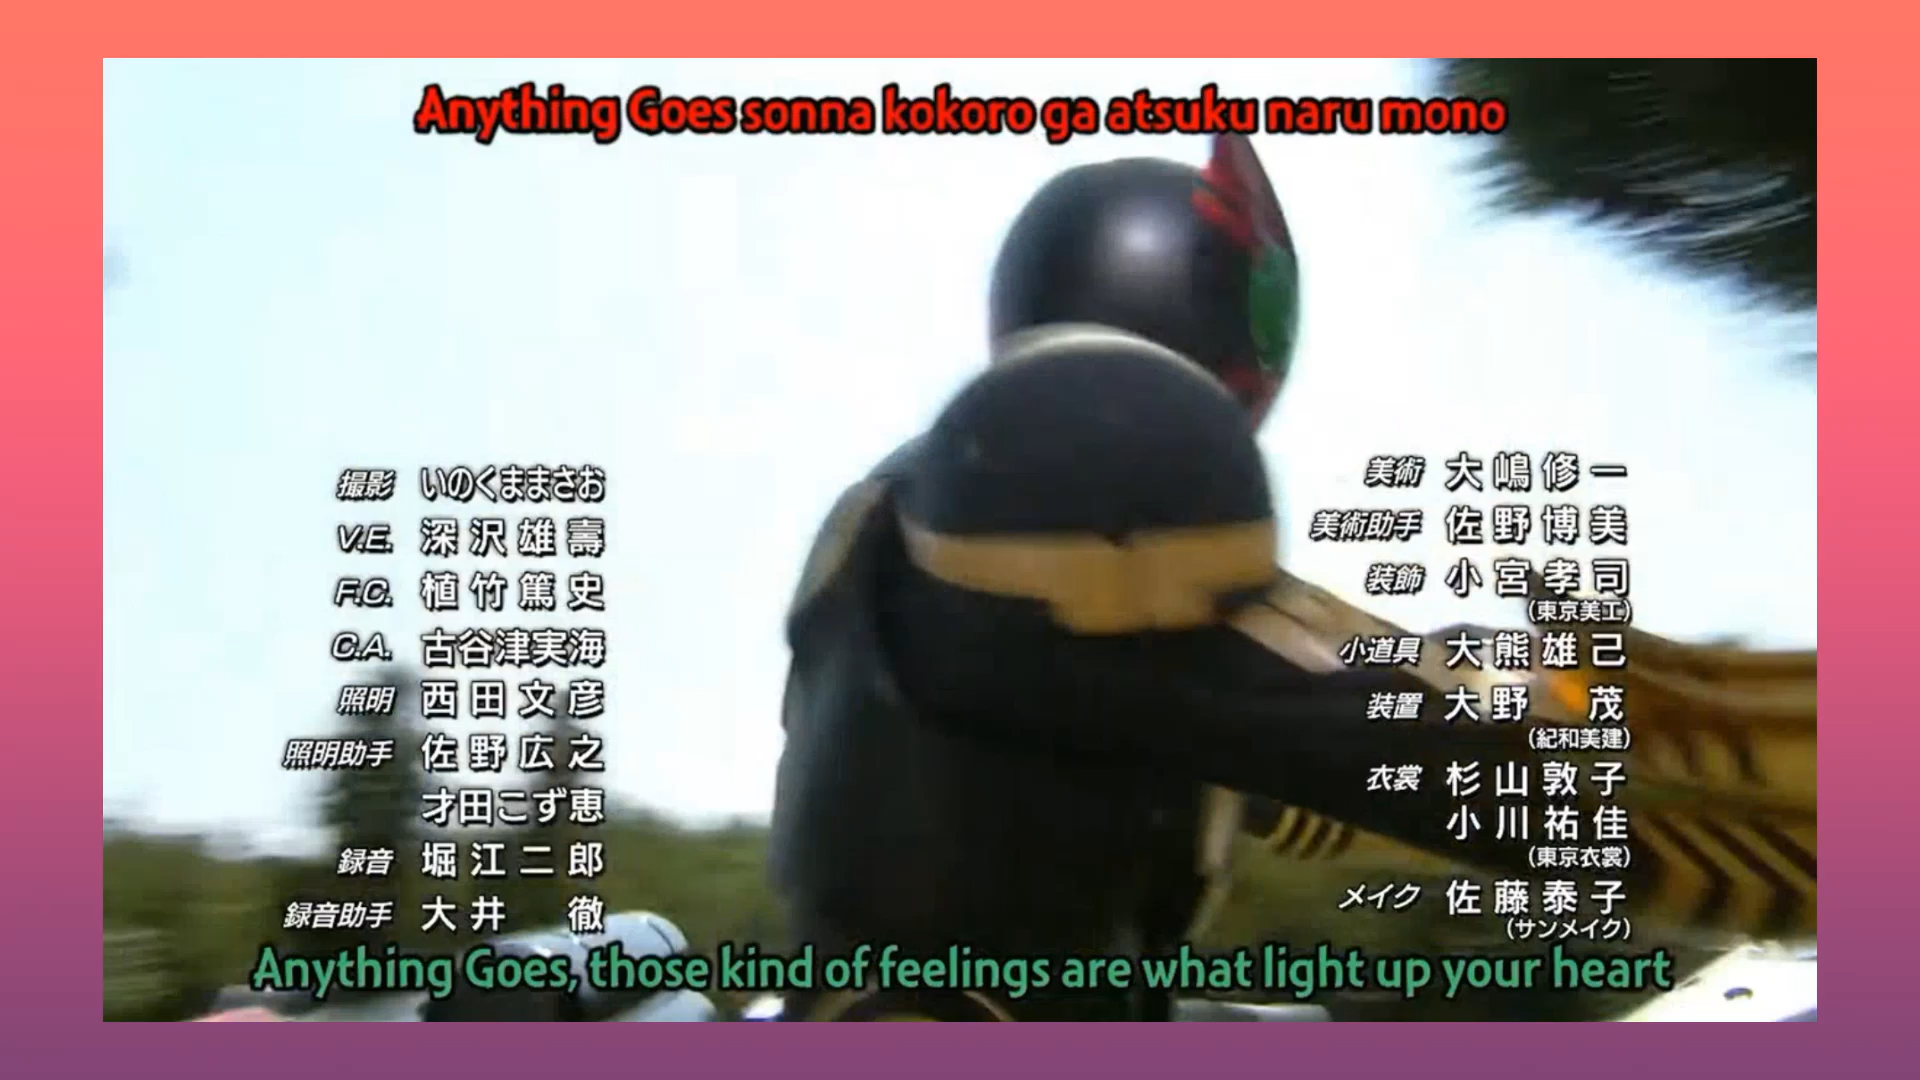 Anything Goes sonna kokoro ga atsuku naru mono
撮影 いのくままさお
V.E. 深沢雄壽
F.C. 植竹篤史
C.A. 古谷津実海
照明 西田文彦
照明助手 佐野広之
才田こず恵
録音 堀江二郎
録音助手 大井 徹
美術 大嶋修一
美術助手 佐野博美
装飾 小宮孝司
(東京美工)
小道具 大熊雄己
装置 大野 茂
(紀和美建)
衣裳 杉山敦子
小川祐佳
(東京衣裳)
メイク 佐藤泰子
(サンメイク)
Anything Goes, those kind of feelings are what light up your heart